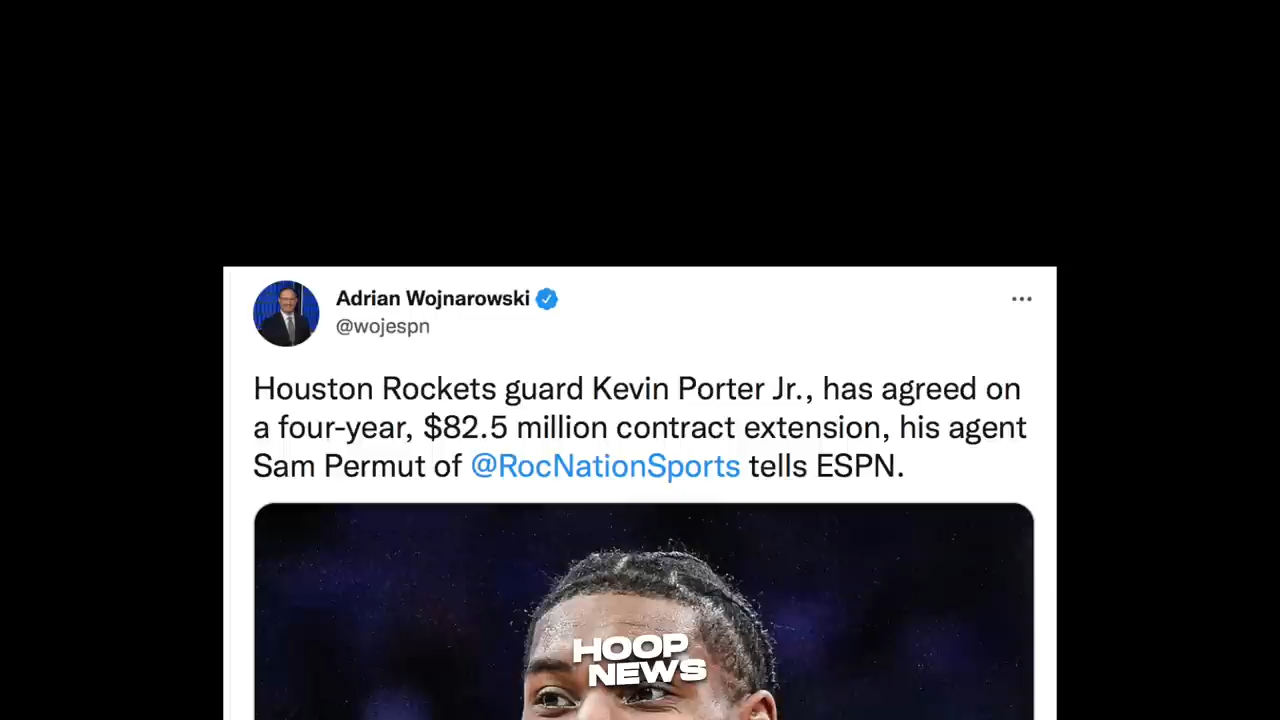 Adrian Wojnarowski
@wojespn
Houston Rockets guard Kevin Porter Jr., has agreed on
a four-year, $82.5 million contract extension, his agent
Sam Permut of @RocNationSports tells ESPN.
HOOP
NEWS